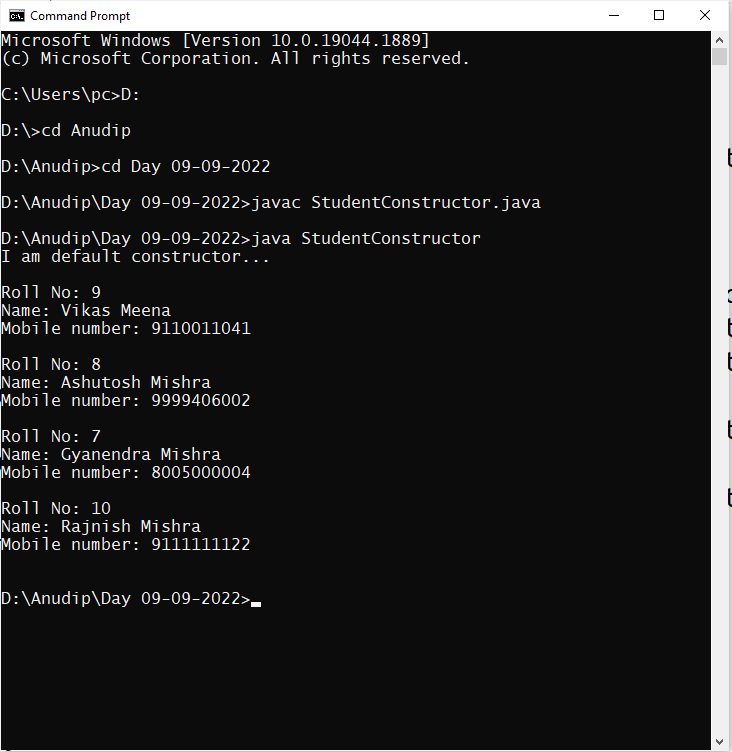 Command Prompt
Microsoft Windows [Version 10.0.19044.1889]
(c) Microsoft Corporation. All rights reserved.
C:\Users\pc>D:
D:\>cd Anudip
D:\Anudip>cd Day 09-09-2022
D:\Anudip\Day 09-09-2022>javac StudentConstructor.java
D:\Anudip\Day 09-09-2022>java StudentConstructor
I am default constructor...
Roll No: 9
Name: Vikas Meena
Mobile number: 9110011041
Roll No: 8
Name: Ashutosh Mishra
Mobile number: 9999406002
Roll No: 7
Name: Gyanendra Mishra
Mobile number: 8005000004
Roll No: 10
Name: Rajnish Mishra
Mobile number: 9111111122
D:\Anudip\Day 09-09-2022>